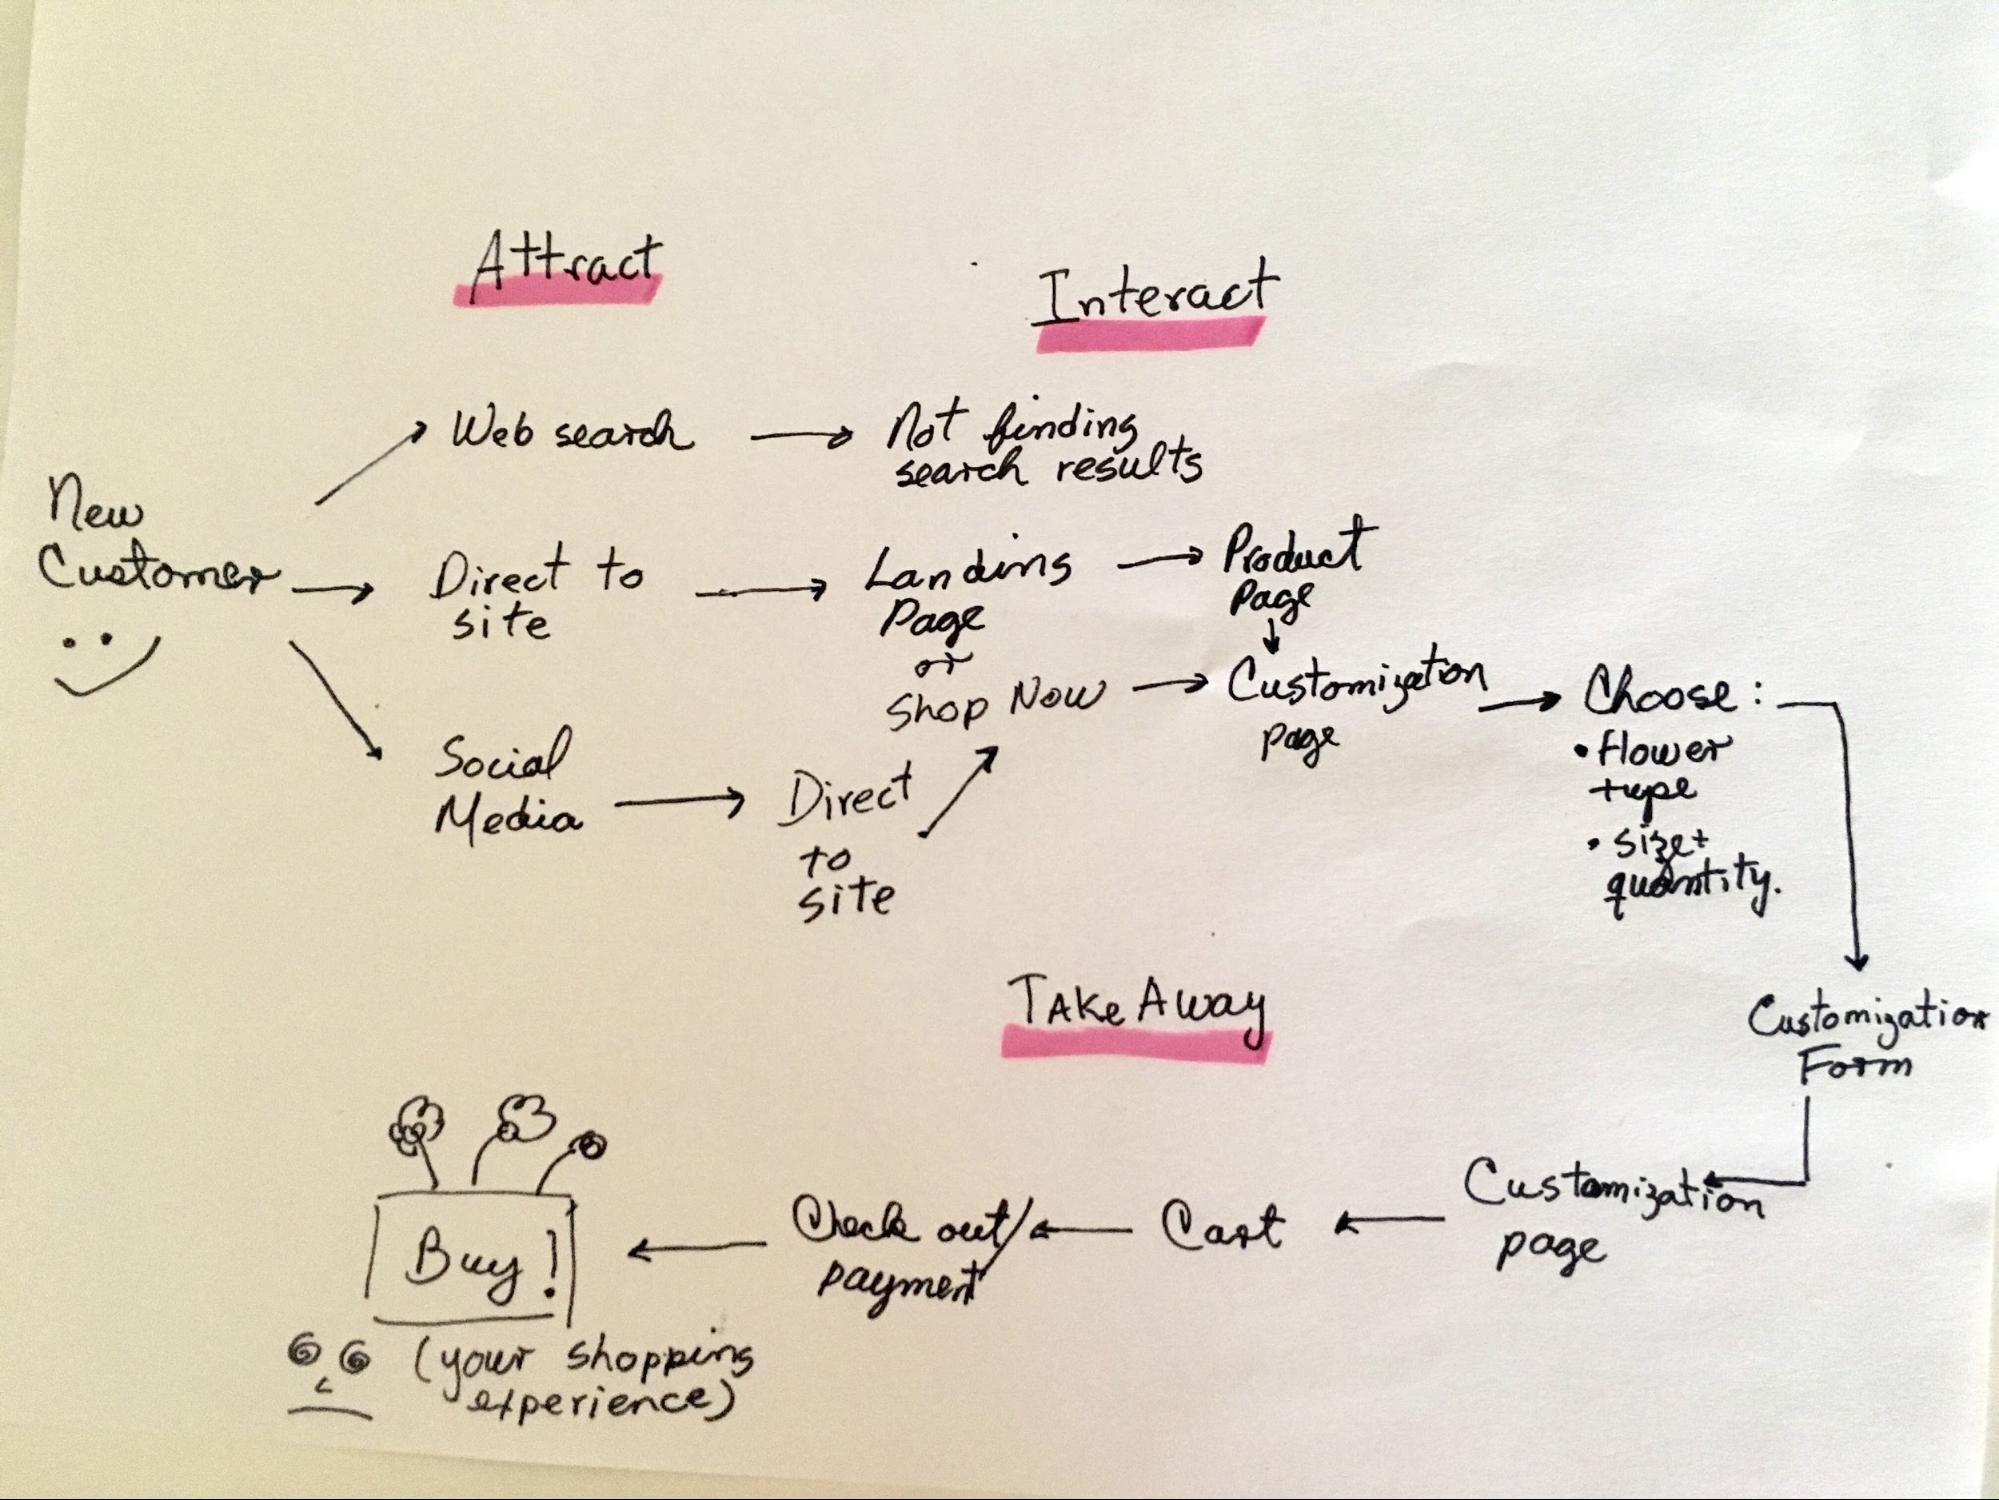 Attract
Interact
Web search
Not finding
search results
New
Customer
Direct to
site
Landing
Page
or
Shop Now
Product
Page
Customization
page
Choose:
• flower
type
• size+
quantity.
Social
Media
Direct
to
site
Customization
Form
Take Away
Customization
page
Cart
Check out/
payment
Buy!
(your shopping
experience)